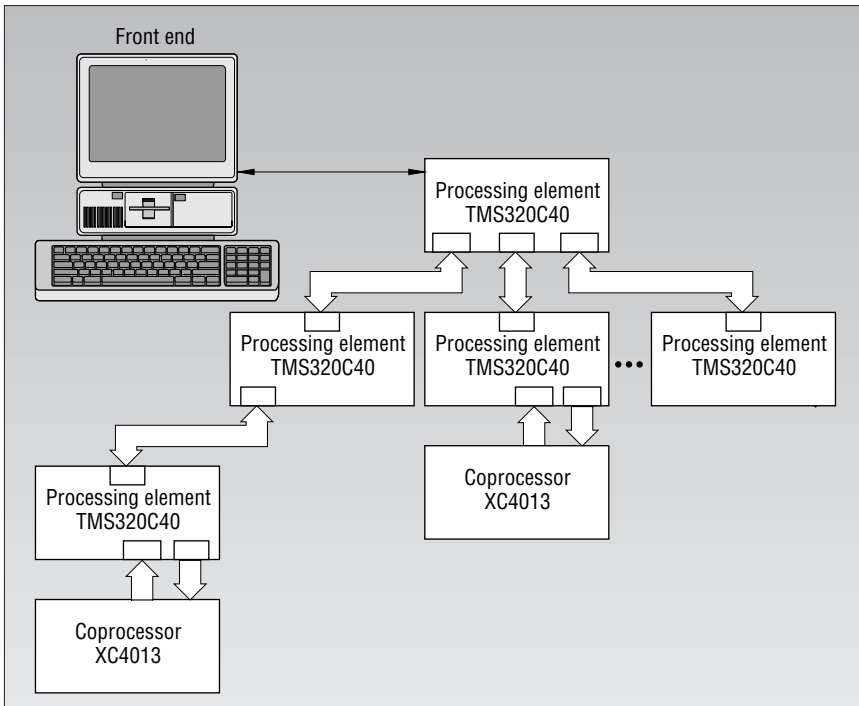 Front end
Processing element
TMS320C40
Processing element
TMS320C40
Processing element
TMS320C40
•••
Processing element
TMS320C40
Processing element
TMS320C40
Coprocessor
XC4013
Coprocessor
XC4013